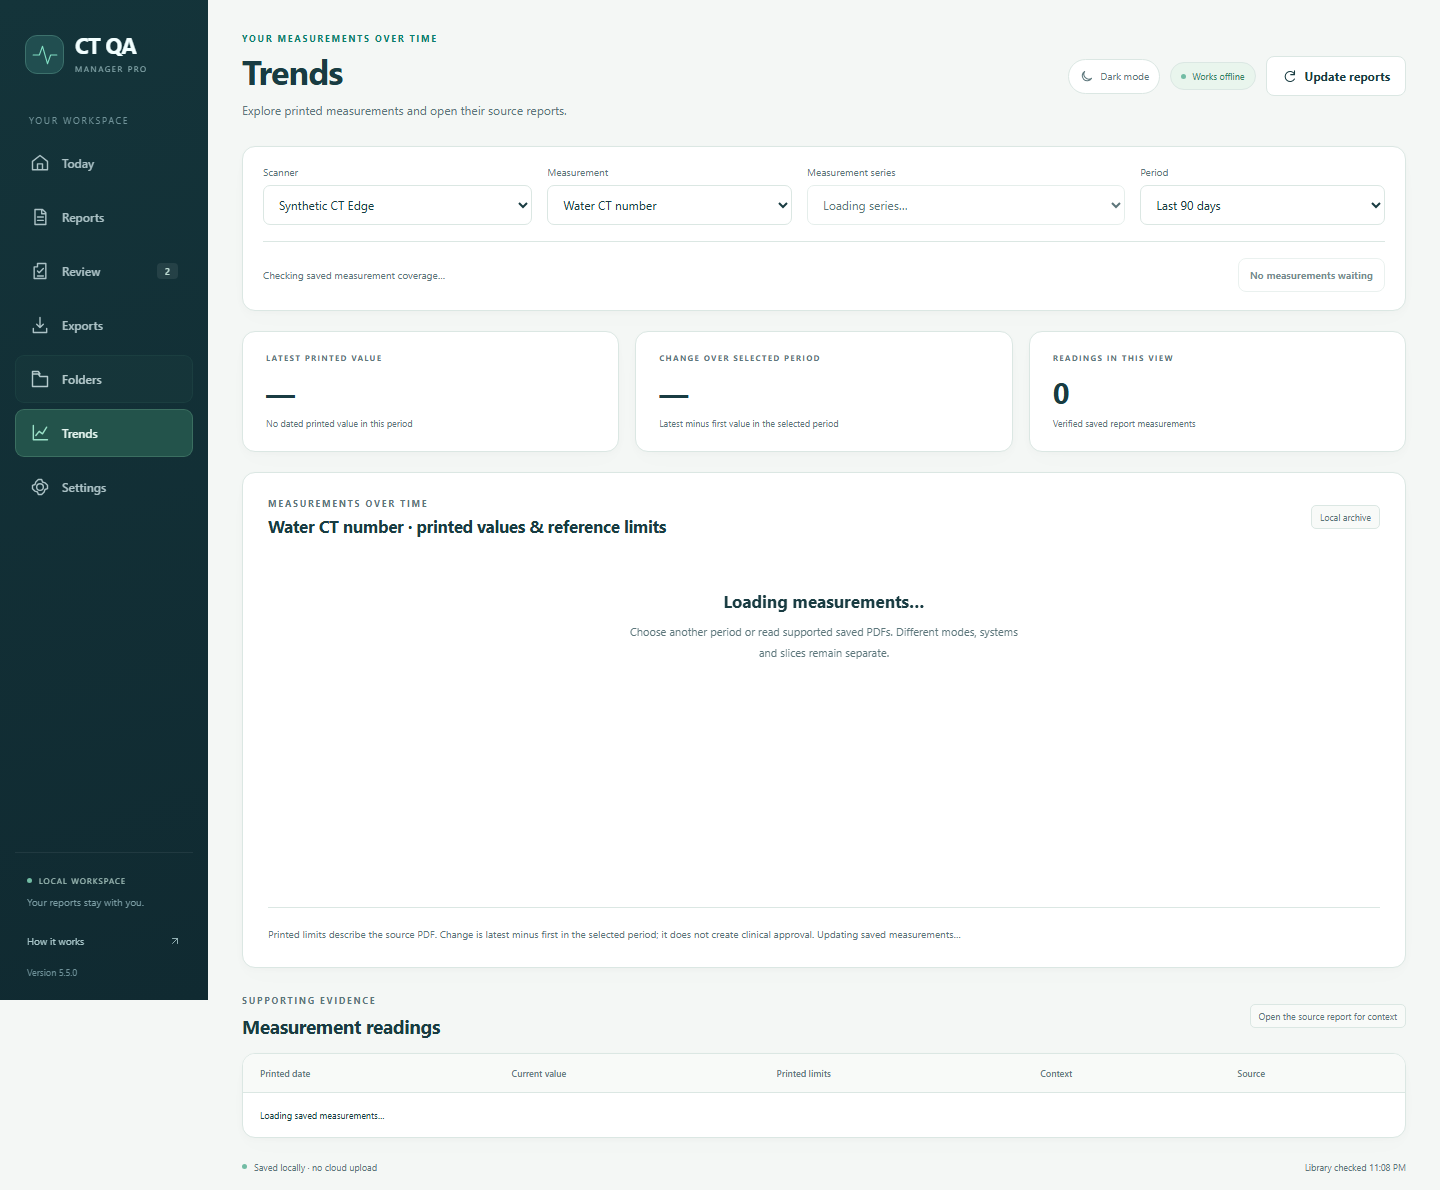 CT QA
MANAGER PRO
YOUR WORKSPACE
Today
Reports
Review 2
Exports
Folders
Trends
Settings
LOCAL WORKSPACE
Your reports stay with you.
How it works
Version 5.5.0
YOUR MEASUREMENTS OVER TIME
Trends
Explore printed measurements and open their source reports.
Dark mode
Works offline
Update reports
Scanner Measurement Measurement series Period
Synthetic CT Edge Water CT number Loading series... Last 90 days
Checking saved measurement coverage... No measurements waiting
LATEST PRINTED VALUE
—
No dated printed value in this period
CHANGE OVER SELECTED PERIOD
—
Latest minus first value in the selected period
READINGS IN THIS VIEW
0
Verified saved report measurements
MEASUREMENTS OVER TIME
Water CT number · printed values & reference limits
Local archive
Loading measurements...
Choose another period or read supported saved PDFs. Different modes, systems
and slices remain separate.
Printed limits describe the source PDF. Change is latest minus first in the selected period; it does not create clinical approval. Updating saved measurements...
SUPPORTING EVIDENCE
Measurement readings
Open the source report for context
Printed date Current value Printed limits Context Source
Loading saved measurements...
Saved locally · no cloud upload
Library checked 11:08 PM